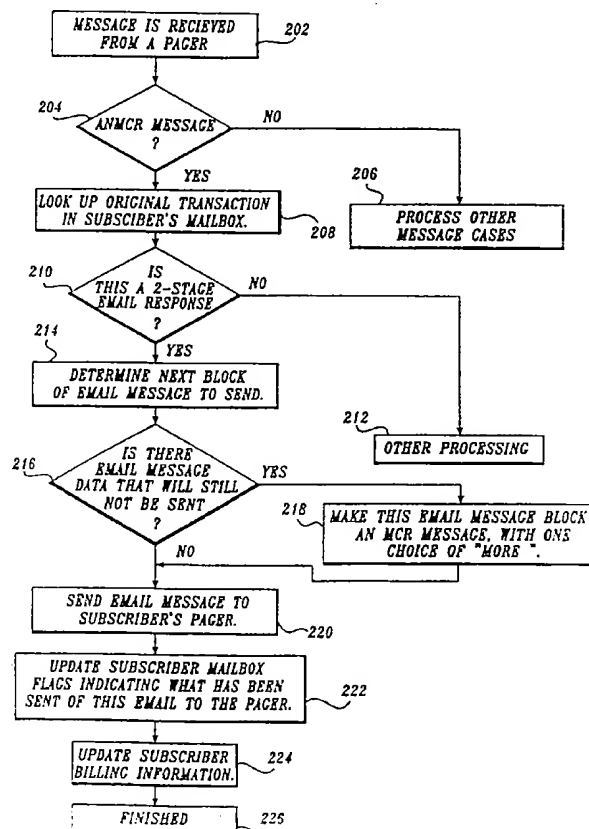 MESSAGE IS RECIEVED
FROM A PAGER
202
204
ANMCR MESSAGE
?
NO
YES
206
PROCESS OTHER
MESSAGE CASES
LOOK UP ORIGINAL TRANSACTION
IN SUBSCIBER'S MAILBOX.
208
210
IS
THIS A 2-STAGE
EMAIL RESPONSE
?
NO
YES
214
DETERMINE NEXT BLOCK
OF EMAIL MESSAGE TO SEND.
212
OTHER PROCESSING
216
IS THERE
EMAIL MESSAGE
DATA THAT WILL STILL
NOT BE SENT
?
YES
NO
218
MAKE THIS EMAIL MESSAGE BLOCK
AN MCR MESSAGE, WITH ONE
CHOICE OF "MORE ".
SEND EMAIL MESSAGE TO
SUBSCRIBER'S PAGER.
220
UPDATE SUBSCRIBER MAILBOX
FLAGS INDICATING WHAT HAS BEEN
SENT OF THIS EMAIL TO THE PAGER.
222
UPDATE SUBSCRIBER
BILLING INFORMATION.
224
FINISHED
226